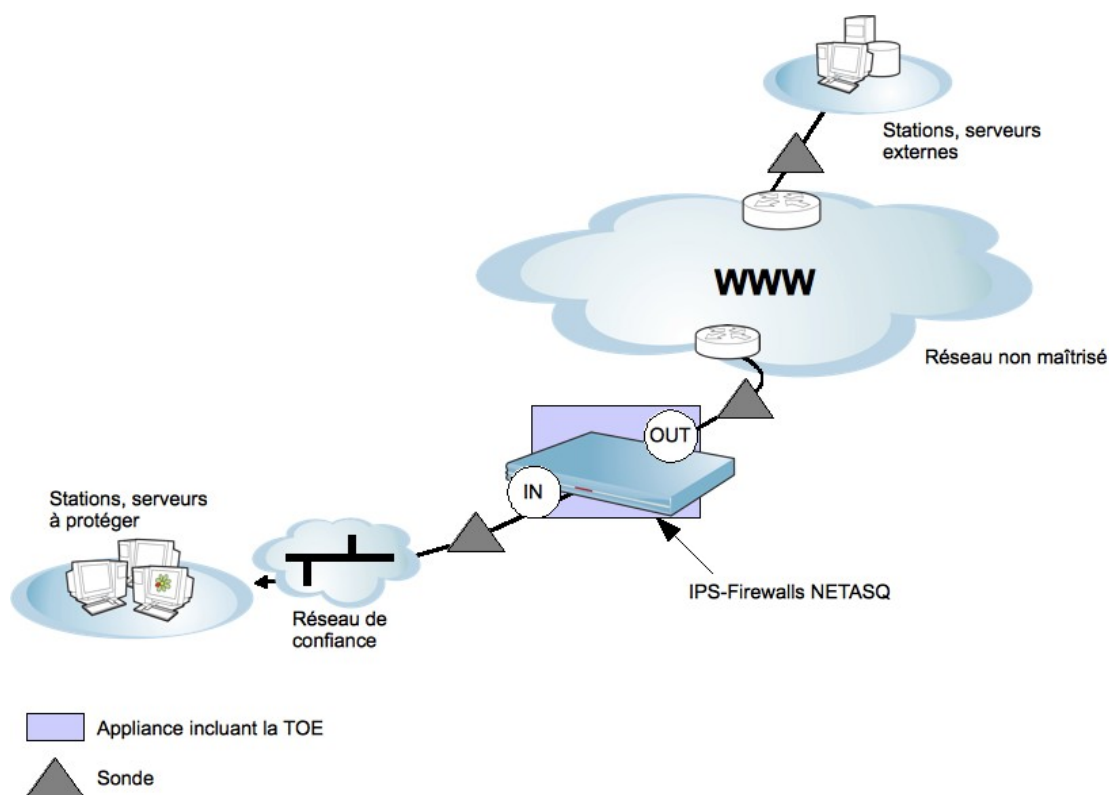 Stations, serveurs
externes
WWW
Réseau non maîtrisé
OUT
IN
Stations, serveurs
à protéger
IPS-Firewalls NETASQ
Réseau de
confiance
Appliance incluant la TOE
Sonde